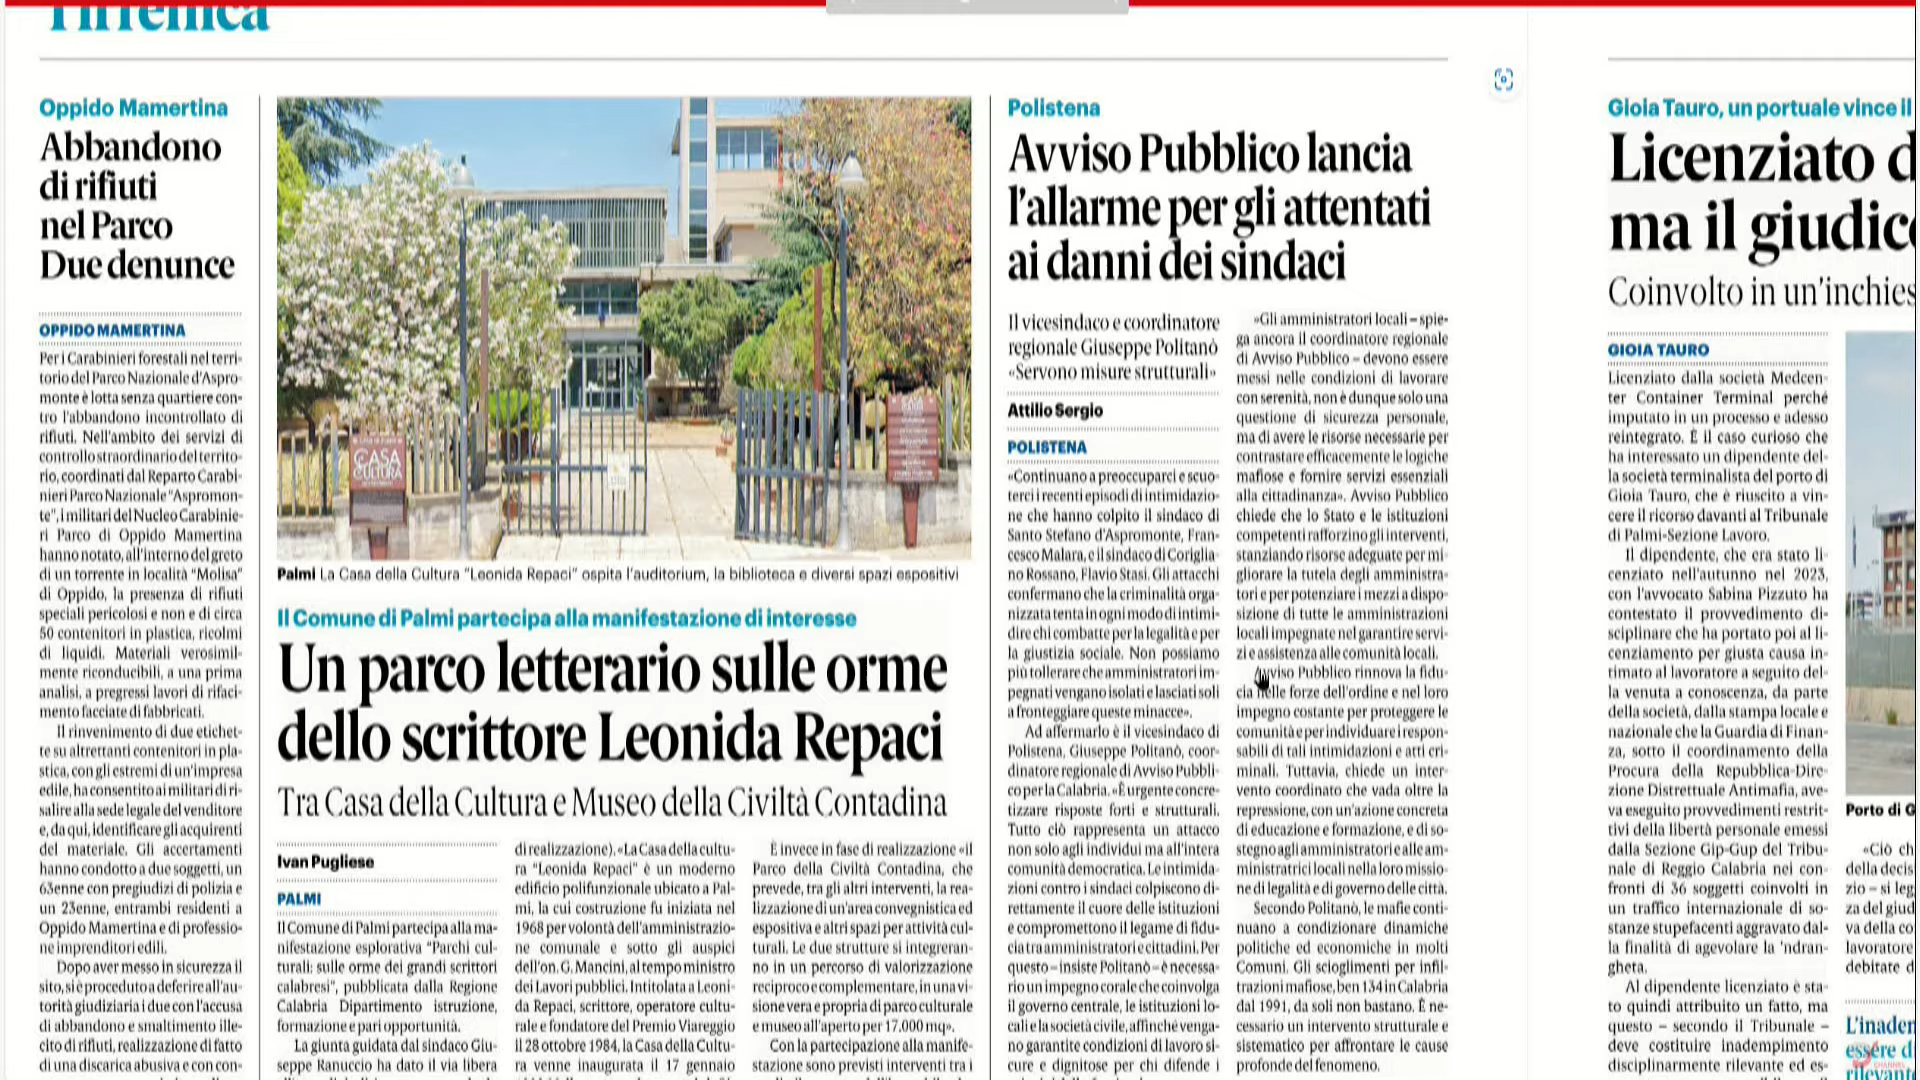 Tirrenica
Oppido Mamertina
Abbandono
di rifiuti
nel Parco
Due denunce
OPPIDO MAMERTINA
Per i Carabinieri forestali nel terri-
torio del Parco Nazionale d'Aspro-
monte è lotta senza quartiere con-
tro l'abbandono incontrollato di
rifiuti. Nell'ambito dei servizi di
controllo straordinario del territo-
rio, coordinati dal Reparto Carabi-
nieri Parco Nazionale "Aspromon-
te", i militari del Nucleo Carabinie-
ri Parco di Oppido Mamertina
hanno notato, all'interno del greto
di un torrente in località "Molisa"
di Oppido, la presenza di rifiuti
speciali pericolosi e non e di circa
50 contenitori in plastica, ricolmi
di liquidi. Materiali verosimil-
mente riconducibili, a una prima
analisi, a pregressi lavori di rifaci-
mento facciate di fabbricati.
Il rinvenimento di due etichet-
te su altrettanti contenitori in pla-
stica, con gli estremi di un'impresa
edile, ha consentito ai militari di ri-
salire alla sede legale del venditore
e, da qui, identificare gli acquirenti
del materiale. Gli accertamenti
hanno condotto a due soggetti, un
63enne con pregiudizi di polizia e
un 23enne, entrambi residenti a
Oppido Mamertina e di professio-
ne imprenditori edili.
Dopo aver messo in sicurezza il
sito, si è proceduto a deferire all'au-
torità giudiziaria i due con l'accusa
di abbandono e smaltimento ille-
cito di rifiuti, realizzazione di fatto
di una discarica abusiva e con-
CASA
CULTURA
Palmi La Casa della Cultura "Leonida Repaci" ospita l'auditorium, la biblioteca e diversi spazi espositivi
Il Comune di Palmi partecipa alla manifestazione di interesse
Un parco letterario sulle orme
dello scrittore Leonida Repaci
Tra Casa della Cultura e Museo della Civiltà Contadina
Ivan Pugliese
PALMI
Il Comune di Palmi partecipa alla ma-
nifestazione esplorativa "Parchi cul-
turali: sulle orme dei grandi scrittori
calabresi", pubblicata dalla Regione
Calabria Dipartimento istruzione,
formazione e pari opportunità.
La giunta guidata dal sindaco Giu-
seppe Ranuccio ha dato il via libera
di realizzazione). «La Casa della cultu-
ra "Leonida Repaci" è un moderno
edificio polifunzionale ubicato a Pal-
mi, la cui costruzione fu iniziata nel
1968 per volontà dell'amministrazio-
ne comunale e sotto gli auspici
dell'on. G. Mancini, al tempo ministro
dei Lavori pubblici. Intitolata a Leoni-
da Repaci, scrittore, operatore cultu-
rale e fondatore del Premio Viareggio
il 28 ottobre 1984, la Casa della Cultu-
ra venne inaugurata il 17 gennaio
È invece in fase di realizzazione «il
Parco della Civiltà Contadina, che
prevede, tra gli altri interventi, la rea-
lizzazione di un'area convegnistica ed
espositiva e altri spazi per attività cul-
turali. Le due strutture si integreran-
no in un percorso di valorizzazione
reciproco e complementare, in una vi-
sione vera e propria di parco culturale
e museo all'aperto per 17.000 mq».
Con la partecipazione alla manife-
stazione sono previsti interventi tra i
Polistena
Avviso Pubblico lancia
l'allarme per gli attentati
ai danni dei sindaci
Il vicesindaco e coordinatore
regionale Giuseppe Politanò
«Servono misure strutturali»
Attilio Sergio
POLISTENA
«Continuano a preoccuparci e scuo-
terci i recenti episodi di intimidazio-
ne che hanno colpito il sindaco di
Santo Stefano d'Aspromonte, Fran-
cesco Malara, e il sindaco di Coriglia-
no Rossano, Flavio Stasi. Gli attacchi
confermano che la criminalità orga-
nizzata tenta in ogni modo di intimi-
dire chi combatte per la legalità e per
la giustizia sociale. Non possiamo
più tollerare che amministratori im-
pegnati vengano isolati e lasciati soli
a fronteggiare queste minacce».
Ad affermarlo è il vicesindaco di
Polistena, Giuseppe Politanò, coor-
dinatore regionale di Avviso Pubbli-
co per la Calabria. «È urgente concre-
tizzare risposte forti e strutturali.
Tutto ciò rappresenta un attacco
non solo agli individui ma all'intera
comunità democratica. Le intimida-
zioni contro i sindaci colpiscono di-
rettamente il cuore delle istituzioni
e compromettono il legame di fidu-
cia tra amministratori e cittadini. Per
questo – insiste Politanò – è necessa-
rio un impegno corale che coinvolga
il governo centrale, le istituzioni lo-
cali e la società civile, affinché venga-
no garantite condizioni di lavoro si-
cure e dignitose per chi difende i
«Gli amministratori locali – spie-
ga ancora il coordinatore regionale
di Avviso Pubblico – devono essere
messi nelle condizioni di lavorare
con serenità, non è dunque solo una
questione di sicurezza personale,
ma di avere le risorse necessarie per
contrastare efficacemente le logiche
mafiose e fornire servizi essenziali
alla cittadinanza». Avviso Pubblico
chiede che lo Stato e le istituzioni
competenti rafforzino gli interventi,
stanziando risorse adeguate per mi-
gliorare la tutela degli amministra-
tori e per potenziare i mezzi a dispo-
sizione di tutte le amministrazioni
locali impegnate nel garantire servi-
zi e assistenza alle comunità locali.
Avviso Pubblico rinnova la fidu-
cia nelle forze dell'ordine e nel loro
impegno costante per proteggere le
comunità e per individuare i respon-
sabili di tali intimidazioni e atti cri-
minali. Tuttavia, chiede un inter-
vento coordinato che vada oltre la
repressione, con un'azione concreta
di educazione e formazione, e di so-
stegno agli amministratori e alle am-
ministratrici locali nella loro missio-
ne di legalità e di governo delle città.
Secondo Politanò, le mafie conti-
nuano a condizionare dinamiche
politiche ed economiche in molti
Comuni. Gli scioglimenti per infil-
trazioni mafiose, ben 134 in Calabria
dal 1991, da soli non bastano. È ne-
cessario un intervento strutturale e
sistematico per affrontare le cause
profonde del fenomeno.
Gioia Tauro, un portuale vince il
Licenziato d
ma il giudice
Coinvolto in un'inchies
GIOIA TAURO
Licenziato dalla società Medcen-
ter Container Terminal perché
imputato in un processo e adesso
reintegrato. È il caso curioso che
ha interessato un dipendente del-
la società terminalista del porto di
Gioia Tauro, che è riuscito a vin-
cere il ricorso davanti al Tribunale
di Palmi-Sezione Lavoro.
Il dipendente, che era stato li-
cenziato nell'autunno nel 2023,
con l'avvocato Sabina Pizzuto ha
contestato il provvedimento di-
sciplinare che ha portato poi al li-
cenziamento per giusta causa in-
timato al lavoratore a seguito del-
la venuta a conoscenza, da parte
della società, dalla stampa locale e
nazionale che la Guardia di Finan-
za, sotto il coordinamento della
Procura della Repubblica-Dire-
zione Distrettuale Antimafia, ave-
va eseguito provvedimenti restrit-
tivi della libertà personale emessi
dalla Sezione Gip-Gup del Tribu-
nale di Reggio Calabria nei con-
fronti di 36 soggetti coinvolti in
un traffico internazionale di so-
stanze stupefacenti aggravato dal-
la finalità di agevolare la 'ndran-
gheta.
Al dipendente licenziato è sta-
to quindi attribuito un fatto, ma
questo – secondo il Tribunale –
deve costituire inadempimento
disciplinarmente rilevante ed es-
Porto di G
«Ciò ch
della decis
zio – si leg
za del giud
va della co
lavoratore
debitate d
L'inaden
essere di
rilevante
CHANNEL